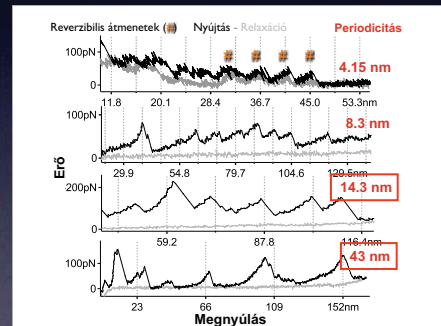 Reverzibilis átmenetek (#) Nyújtás - Relaxáció Periodicitás
# # # #
100pN
4.15 nm
0
11.8 20.1 28.4 36.7 45.0 53.3nm
100pN
8.3 nm
0
29.9 54.8 79.7 104.6 129.5nm
Erő
200pN
14.3 nm
0
59.2 87.8 116.4nm
43 nm
100pN
0
23 66 109 152nm
Megnyúlás